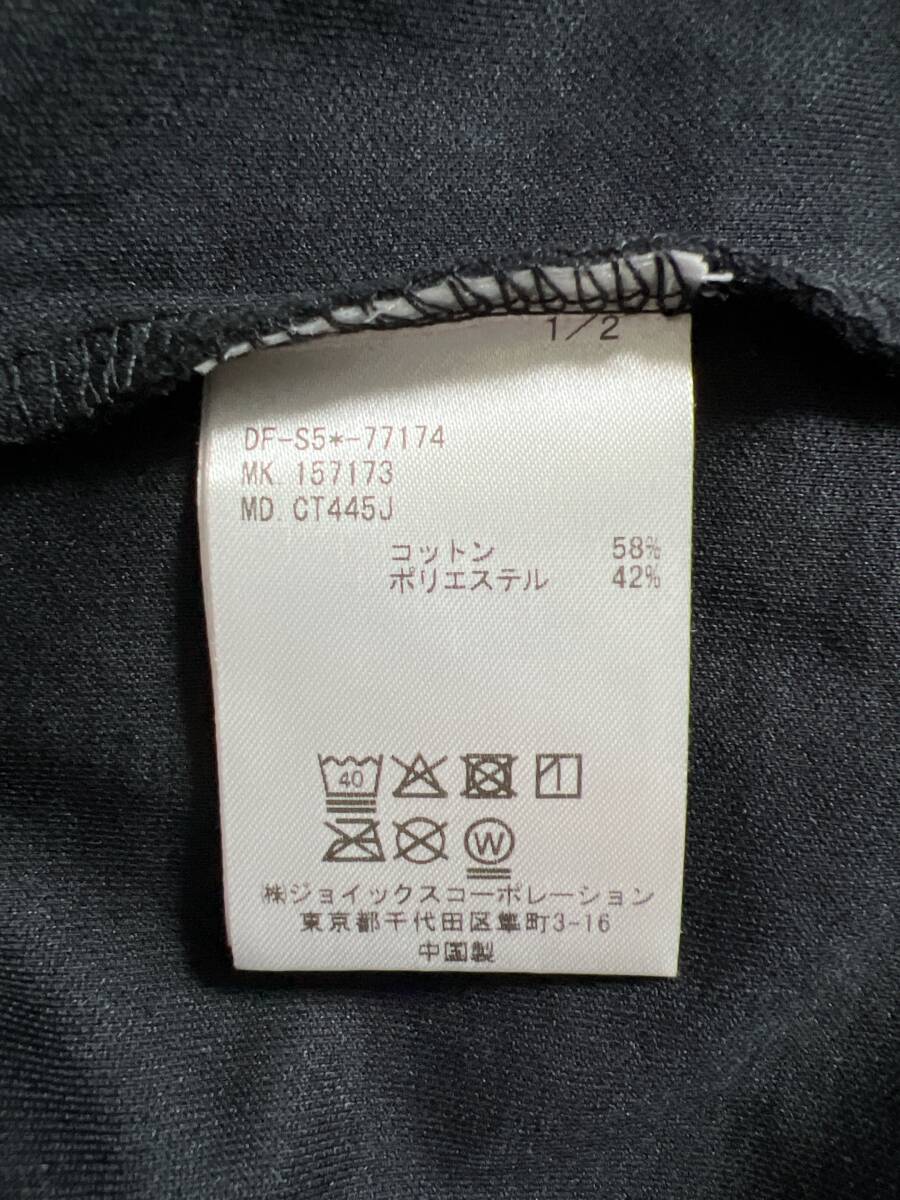 1/2
DF-S5*-77174
MK. 157173
MD. CT445J
コットン 58%
ポリエステル 42%
40
W
㈱ジョイックスコーポレーション
東京都千代田区隼町3-16
中国製